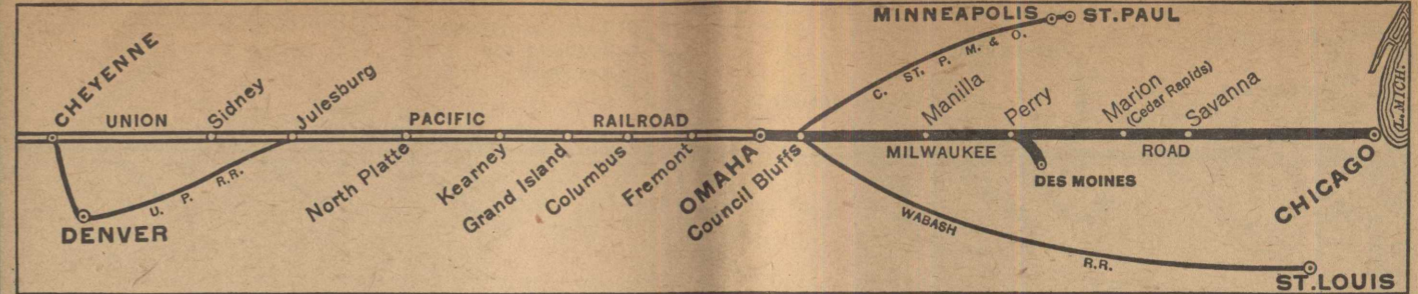 CHEYENNE
UNION
Sidney
Julesburg
PACIFIC
RAILROAD
U. P. R.R.
DENVER
North Platte
Kearney
Grand Island
Columbus
Fremont
OMAHA
Council Bluffs
MINNEAPOLIS
ST. PAUL
C. ST. P. M. & O.
Manilla
Perry
Marion
(Cedar Rapids)
Savanna
L. MICH.
MILWAUKEE
ROAD
DES MOINES
CHICAGO
WABASH
R.R.
ST. LOUIS